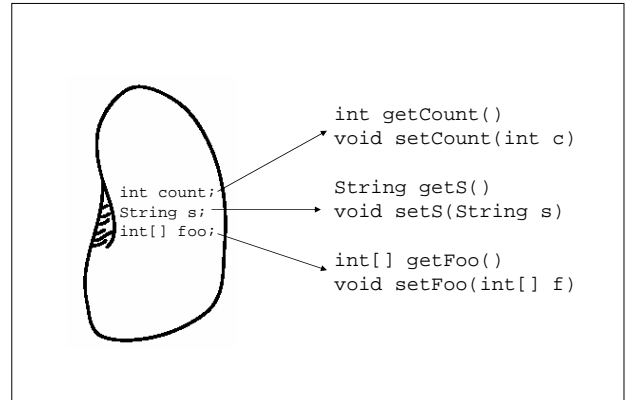 int count;
String s;
int[] foo;
int getCount()
void setCount(int c)
String getS()
void setS(String s)
int[] getFoo()
void setFoo(int[] f)